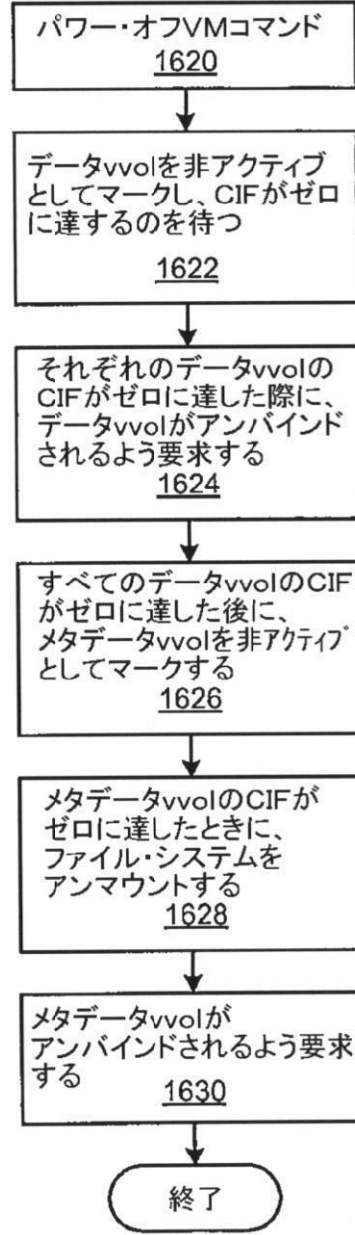 パワー・オフVMコマンド
1620
データvvolを非アクティブ
としてマークし、CIFがゼロ
に達するのを待つ
1622
それぞれのデータvvolの
CIFがゼロに達した際に、
データvvolがアンバインド
されるよう要求する
1624
すべてのデータvvolのCIF
がゼロに達した後に、
メタデータvvolを非アクティブ
としてマークする
1626
メタデータvvolのCIFが
ゼロに達したときに、
ファイル・システムを
アンマウントする
1628
メタデータvvolが
アンバインドされるよう要求
する
1630
終了